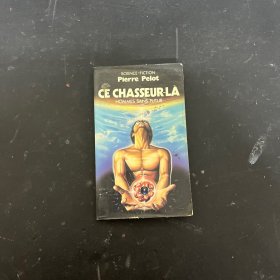 SCIENCE-FICTION
Pierre Pelot
CE CHASSEUR-LÀ
HOMMES SANS FUTUR